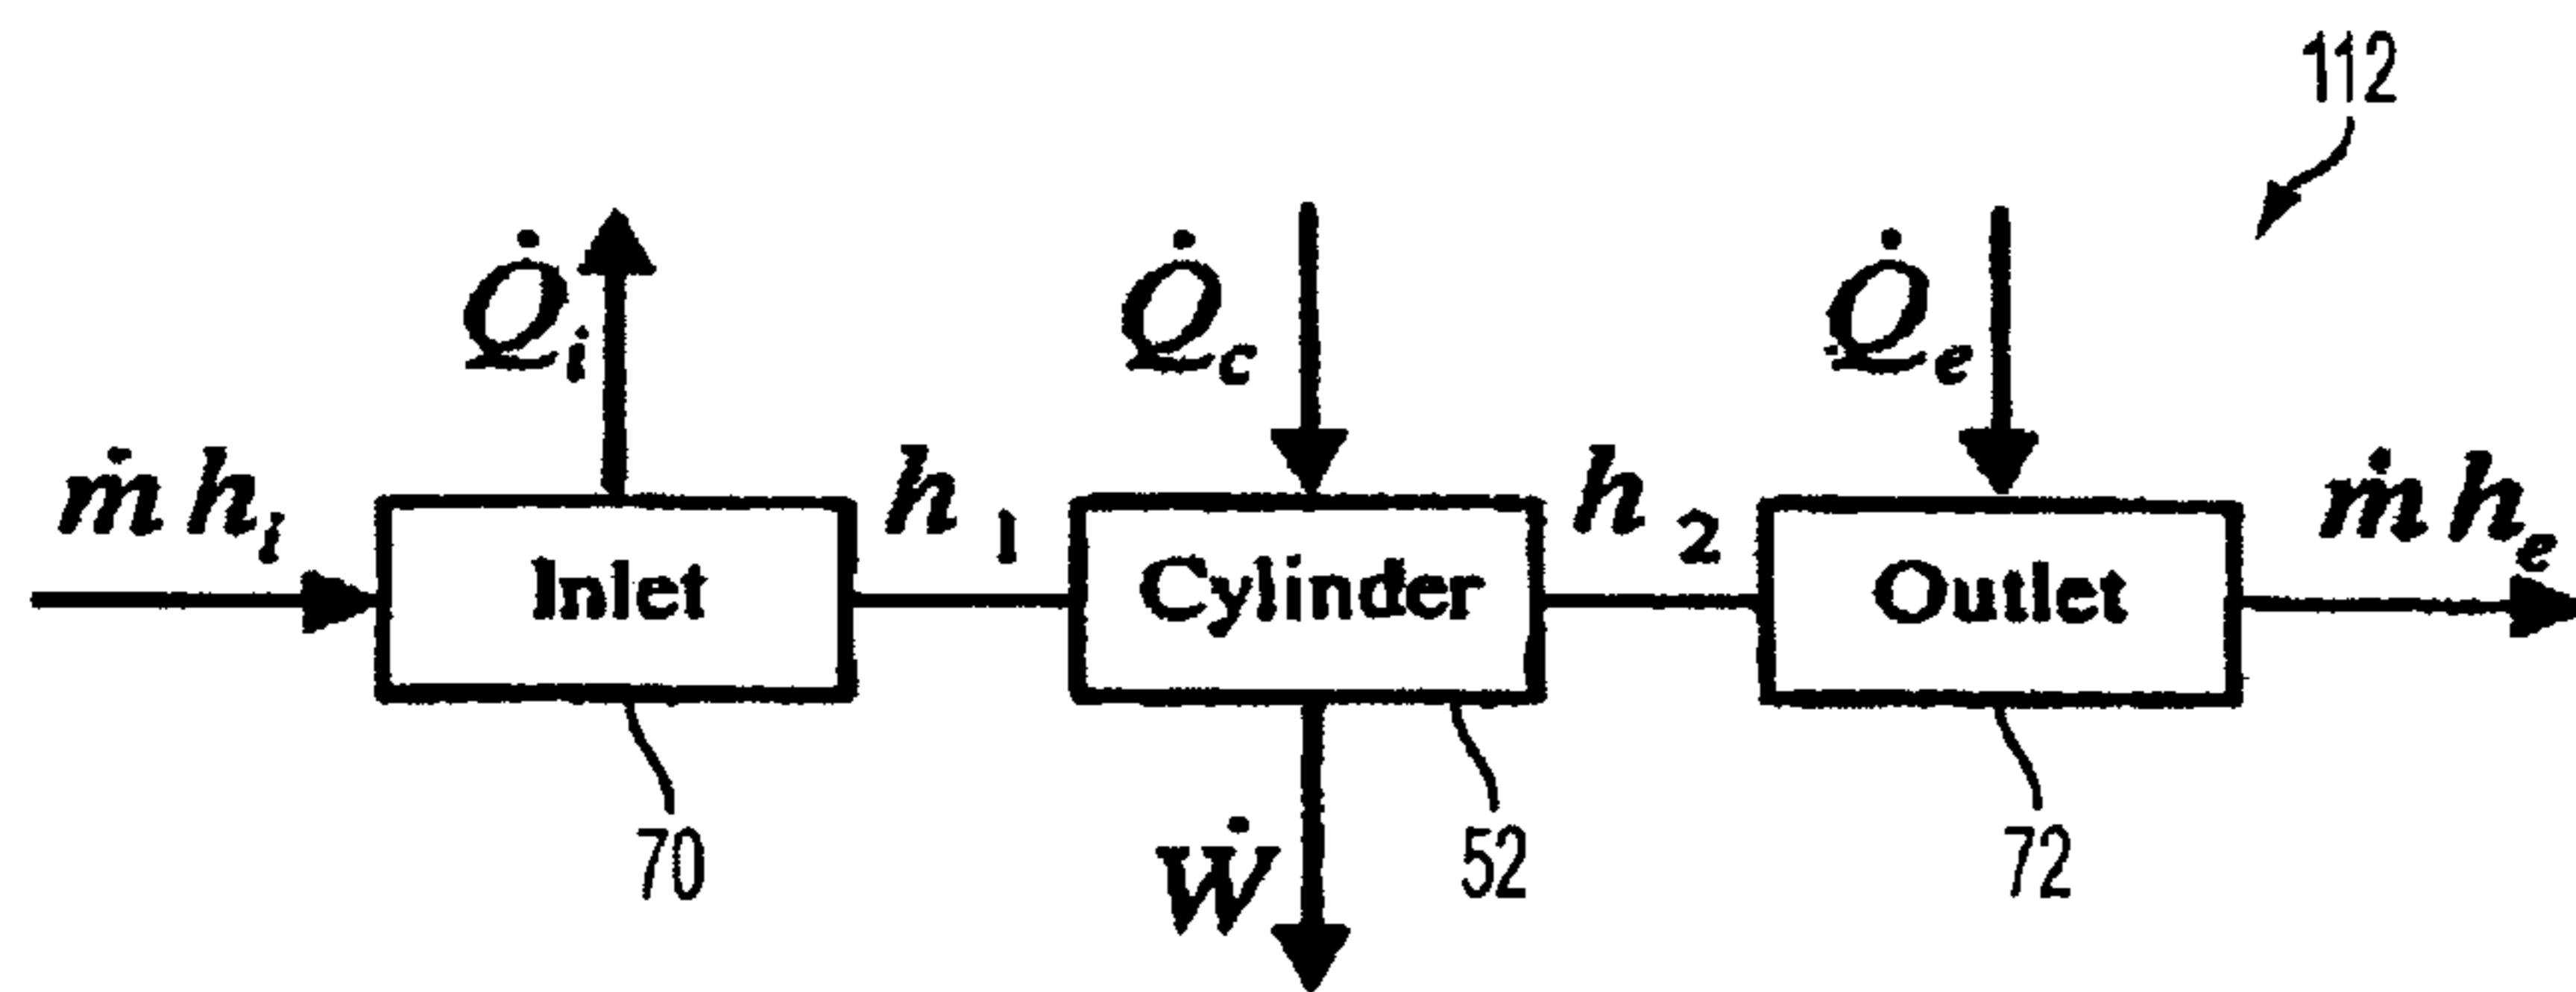 112
Q̇i Q̇c Q̇e
ṁ hi h 1 h 2 ṁ he
Inlet Cylinder Outlet
70 52 72
Ẇ